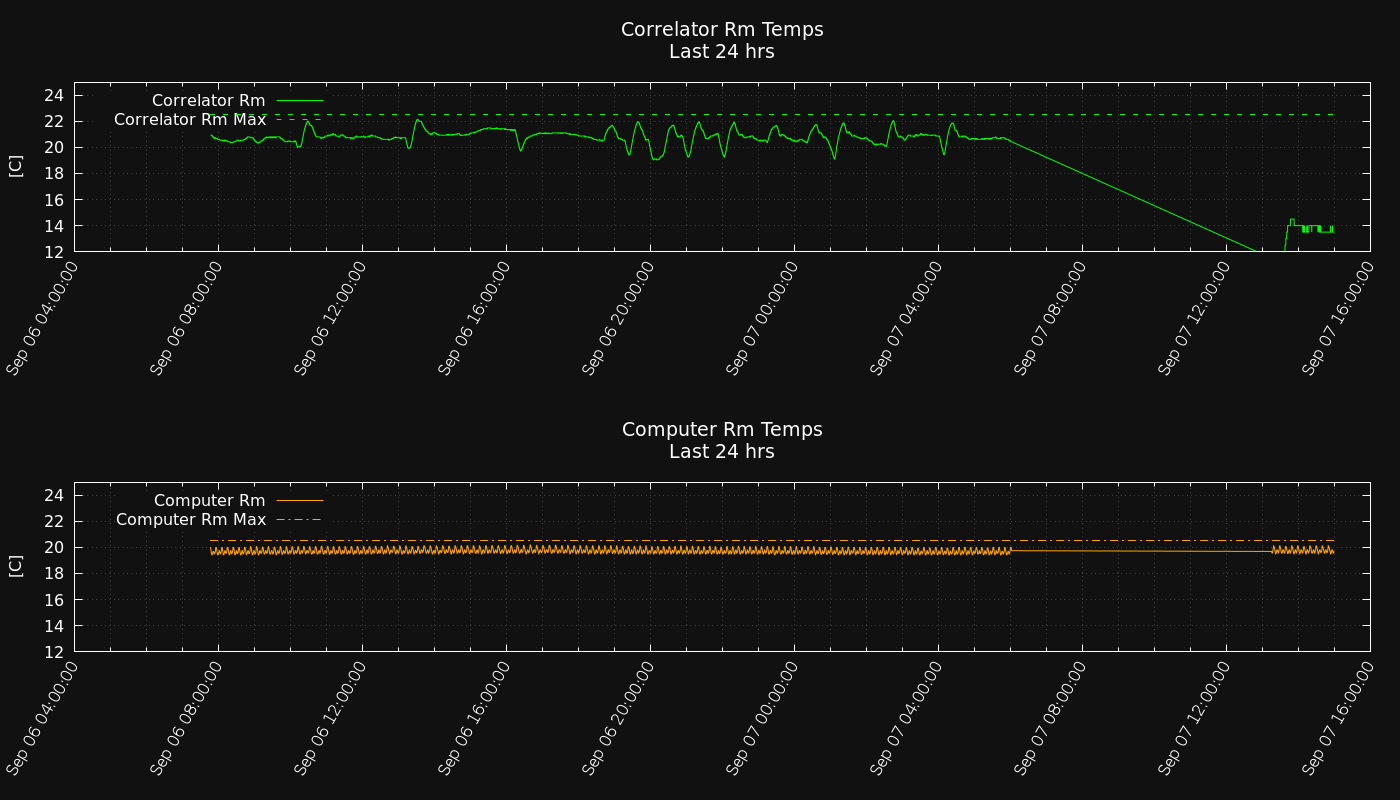 Correlator Rm Temps
Last 24 hrs
Correlator Rm
Correlator Rm Max
[C]
24
22
20
18
16
14
12
Sep 06 04:00:00
Sep 06 08:00:00
Sep 06 12:00:00
Sep 06 16:00:00
Sep 06 20:00:00
Sep 07 00:00:00
Sep 07 04:00:00
Sep 07 08:00:00
Sep 07 12:00:00
Sep 07 16:00:00
Computer Rm Temps
Last 24 hrs
Computer Rm
Computer Rm Max
[C]
24
22
20
18
16
14
12
Sep 06 04:00:00
Sep 06 08:00:00
Sep 06 12:00:00
Sep 06 16:00:00
Sep 06 20:00:00
Sep 07 00:00:00
Sep 07 04:00:00
Sep 07 08:00:00
Sep 07 12:00:00
Sep 07 16:00:00